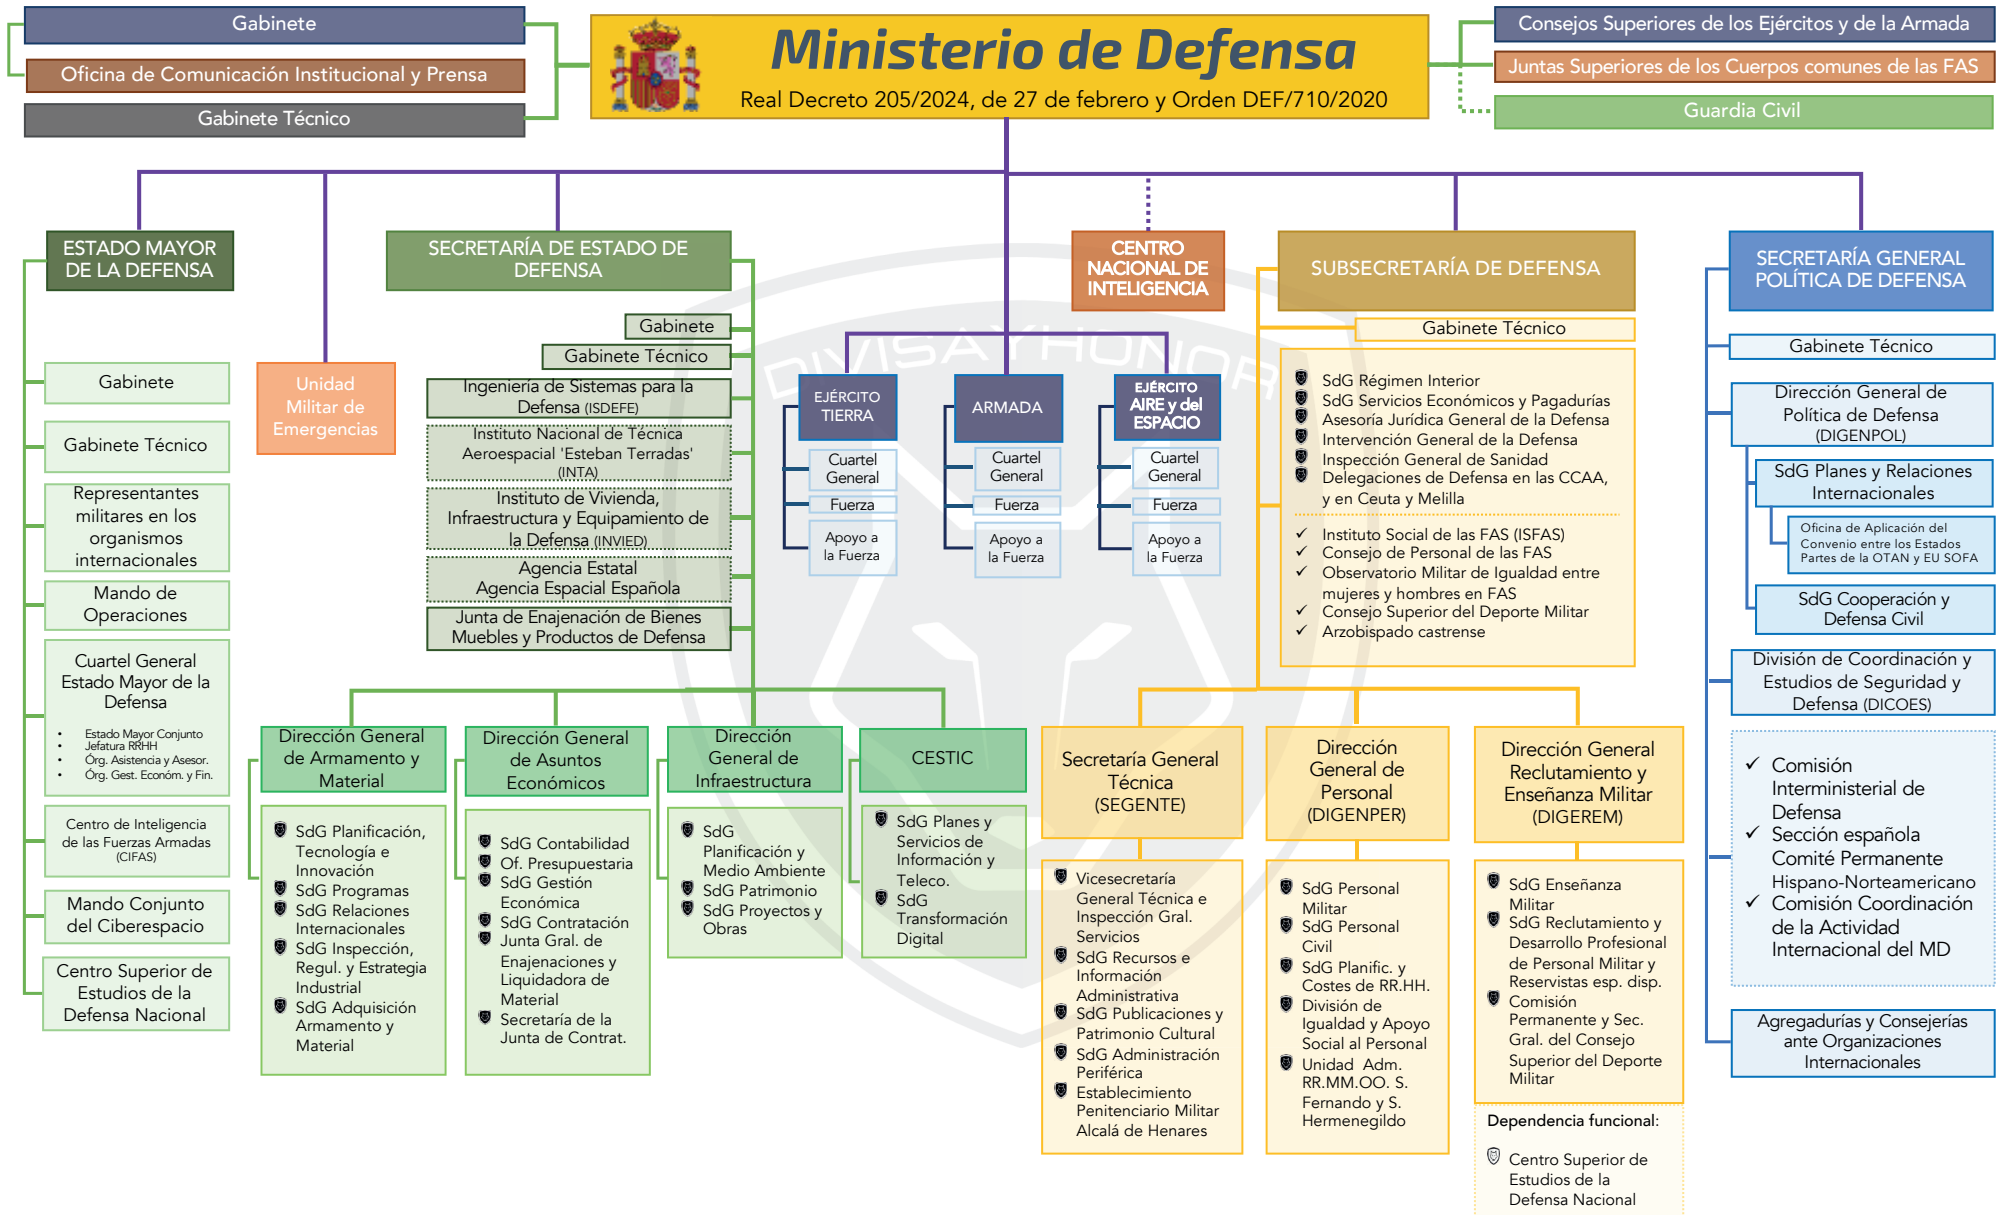 Gabinete
Oficina de Comunicación Institucional y Prensa
Gabinete Técnico
Ministerio de Defensa
Real Decreto 205/2024, de 27 de febrero y Orden DEF/710/2020
Consejos Superiores de los Ejércitos y de la Armada
Juntas Superiores de los Cuerpos comunes de las FAS
Guardia Civil
ESTADO MAYOR
DE LA DEFENSA
Gabinete
Gabinete Técnico
Representantes
militares en los
organismos
internacionales
Mando de
Operaciones
Cuartel General
Estado Mayor de la
Defensa
• Estado Mayor Conjunto
• Jefatura RRHH
• Órg. Asistencia y Asesor.
• Órg. Gest. Económ. y Fin.
Centro de Inteligencia
de las Fuerzas Armadas
(CIFAS)
Mando Conjunto
del Ciberespacio
Centro Superior de
Estudios de la
Defensa Nacional
Unidad
Militar de
Emergencias
SECRETARÍA DE ESTADO DE
DEFENSA
Gabinete
Gabinete Técnico
Ingeniería de Sistemas para la
Defensa (ISDEFE)
Instituto Nacional de Técnica
Aeroespacial 'Esteban Terradas'
(INTA)
Instituto de Vivienda,
Infraestructura y Equipamiento de
la Defensa (INVIED)
Agencia Estatal
Agencia Espacial Española
Junta de Enajenación de Bienes
Muebles y Productos de Defensa
Dirección General
de Armamento y
Material
SdG Planificación,
Tecnología e
Innovación
SdG Programas
SdG Relaciones
Internacionales
SdG Inspección,
Regul. y Estrategia
Industrial
SdG Adquisición
Armamento y
Material
Dirección General
de Asuntos
Económicos
SdG Contabilidad
Of. Presupuestaria
SdG Gestión
Económica
SdG Contratación
Junta Gral. de
Enajenaciones y
Liquidadora de
Material
Secretaría de la
Junta de Contrat.
Dirección
General de
Infraestructura
SdG
Planificación y
Medio Ambiente
SdG Patrimonio
SdG Proyectos y
Obras
CESTIC
SdG Planes y
Servicios de
Información y
Teleco.
SdG
Transformación
Digital
DIVISAYHONOR
EJÉRCITO
TIERRA
Cuartel
General
Fuerza
Apoyo a
la Fuerza
ARMADA
Cuartel
General
Fuerza
Apoyo a
la Fuerza
EJÉRCITO
AIRE y del
ESPACIO
Cuartel
General
Fuerza
Apoyo a
la Fuerza
CENTRO
NACIONAL DE
INTELIGENCIA
SUBSECRETARÍA DE DEFENSA
Gabinete Técnico
SdG Régimen Interior
SdG Servicios Económicos y Pagadurías
Asesoría Jurídica General de la Defensa
Intervención General de la Defensa
Inspección General de Sanidad
Delegaciones de Defensa en las CCAA,
y en Ceuta y Melilla
✓ Instituto Social de las FAS (ISFAS)
✓ Consejo de Personal de las FAS
✓ Observatorio Militar de Igualdad entre
mujeres y hombres en FAS
✓ Consejo Superior del Deporte Militar
✓ Arzobispado castrense
Secretaría General
Técnica
(SEGENTE)
Vicesecretaría
General Técnica e
Inspección Gral.
Servicios
SdG Recursos e
Información
Administrativa
SdG Publicaciones y
Patrimonio Cultural
SdG Administración
Periférica
Establecimiento
Penitenciario Militar
Alcalá de Henares
Dirección
General de
Personal
(DIGENPER)
SdG Personal
Militar
SdG Personal
Civil
SdG Planific. y
Costes de RR.HH.
División de
Igualdad y Apoyo
Social al Personal
Unidad Adm.
RR.MM.OO. S.
Fernando y S.
Hermenegildo
Dirección General
Reclutamiento y
Enseñanza Militar
(DIGEREM)
SdG Enseñanza
Militar
SdG Reclutamiento y
Desarrollo Profesional
de Personal Militar y
Reservistas esp. disp.
Comisión
Permanente y Sec.
Gral. del Consejo
Superior del Deporte
Militar
Dependencia funcional:
Centro Superior de
Estudios de la
Defensa Nacional
SECRETARÍA GENERAL
POLÍTICA DE DEFENSA
Gabinete Técnico
Dirección General de
Política de Defensa
(DIGENPOL)
SdG Planes y Relaciones
Internacionales
Oficina de Aplicación del
Convenio entre los Estados
Partes de la OTAN y EU SOFA
SdG Cooperación y
Defensa Civil
División de Coordinación y
Estudios de Seguridad y
Defensa (DICOES)
✓ Comisión
Interministerial de
Defensa
✓ Sección española
Comité Permanente
Hispano-Norteamericano
✓ Comisión Coordinación
de la Actividad
Internacional del MD
Agregadurías y Consejerías
ante Organizaciones
Internacionales